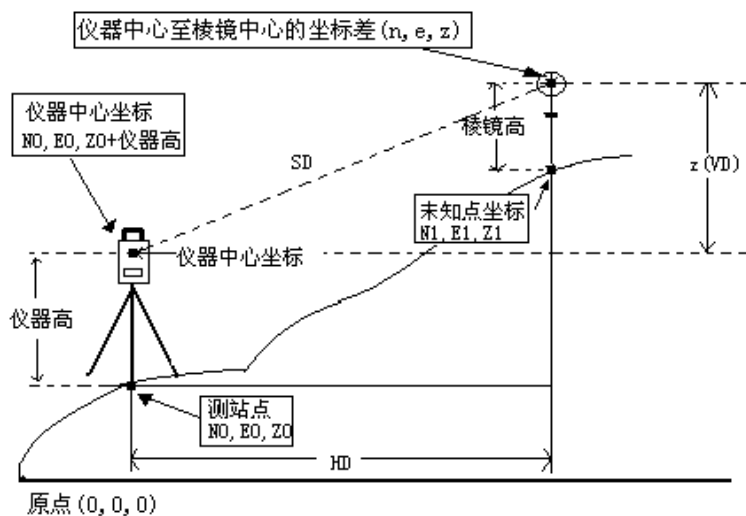 仪器中心至棱镜中心的坐标差(n,e,z)
仪器中心坐标
N0,E0,Z0+仪器高
棱镜高
SD
z(VD)
未知点坐标
N1,E1,Z1
仪器中心坐标
仪器高
测站点
N0,E0,Z0
HD
原点(0,0,0)